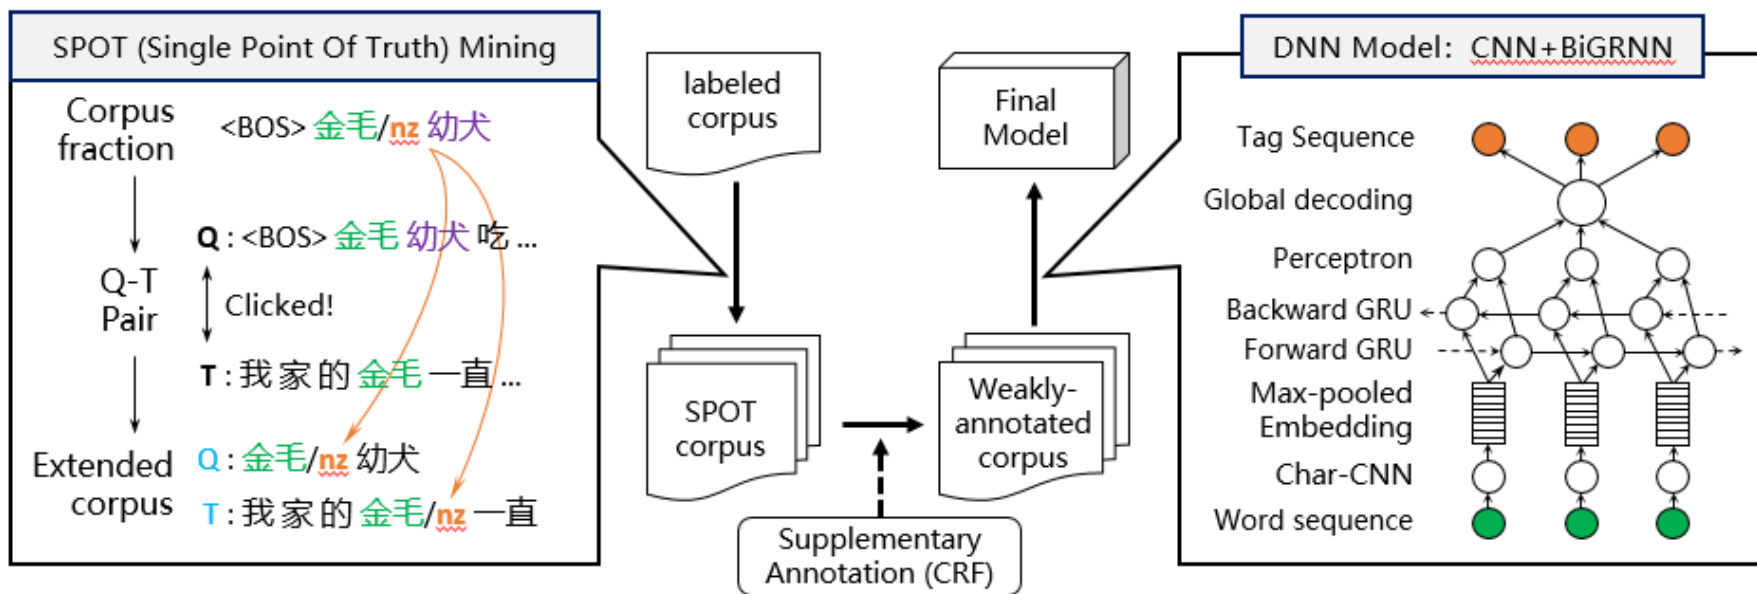 SPOT (Single Point Of Truth) Mining
Corpus
fraction
<BOS> 金毛/nz 幼犬
Q : <BOS> 金毛 幼犬 吃 ...
Q-T
Pair
Clicked!
T : 我 家 的 金毛 一直 ...
Extended
corpus
Q : 金毛/nz 幼犬
T : 我 家 的 金毛/nz 一直
labeled
corpus
SPOT
corpus
Supplementary
Annotation (CRF)
Weakly-
annotated
corpus
Final
Model
DNN Model: CNN+BiGRNN
Tag Sequence
Global decoding
Perceptron
Backward GRU
Forward GRU
Max-pooled
Embedding
Char-CNN
Word sequence